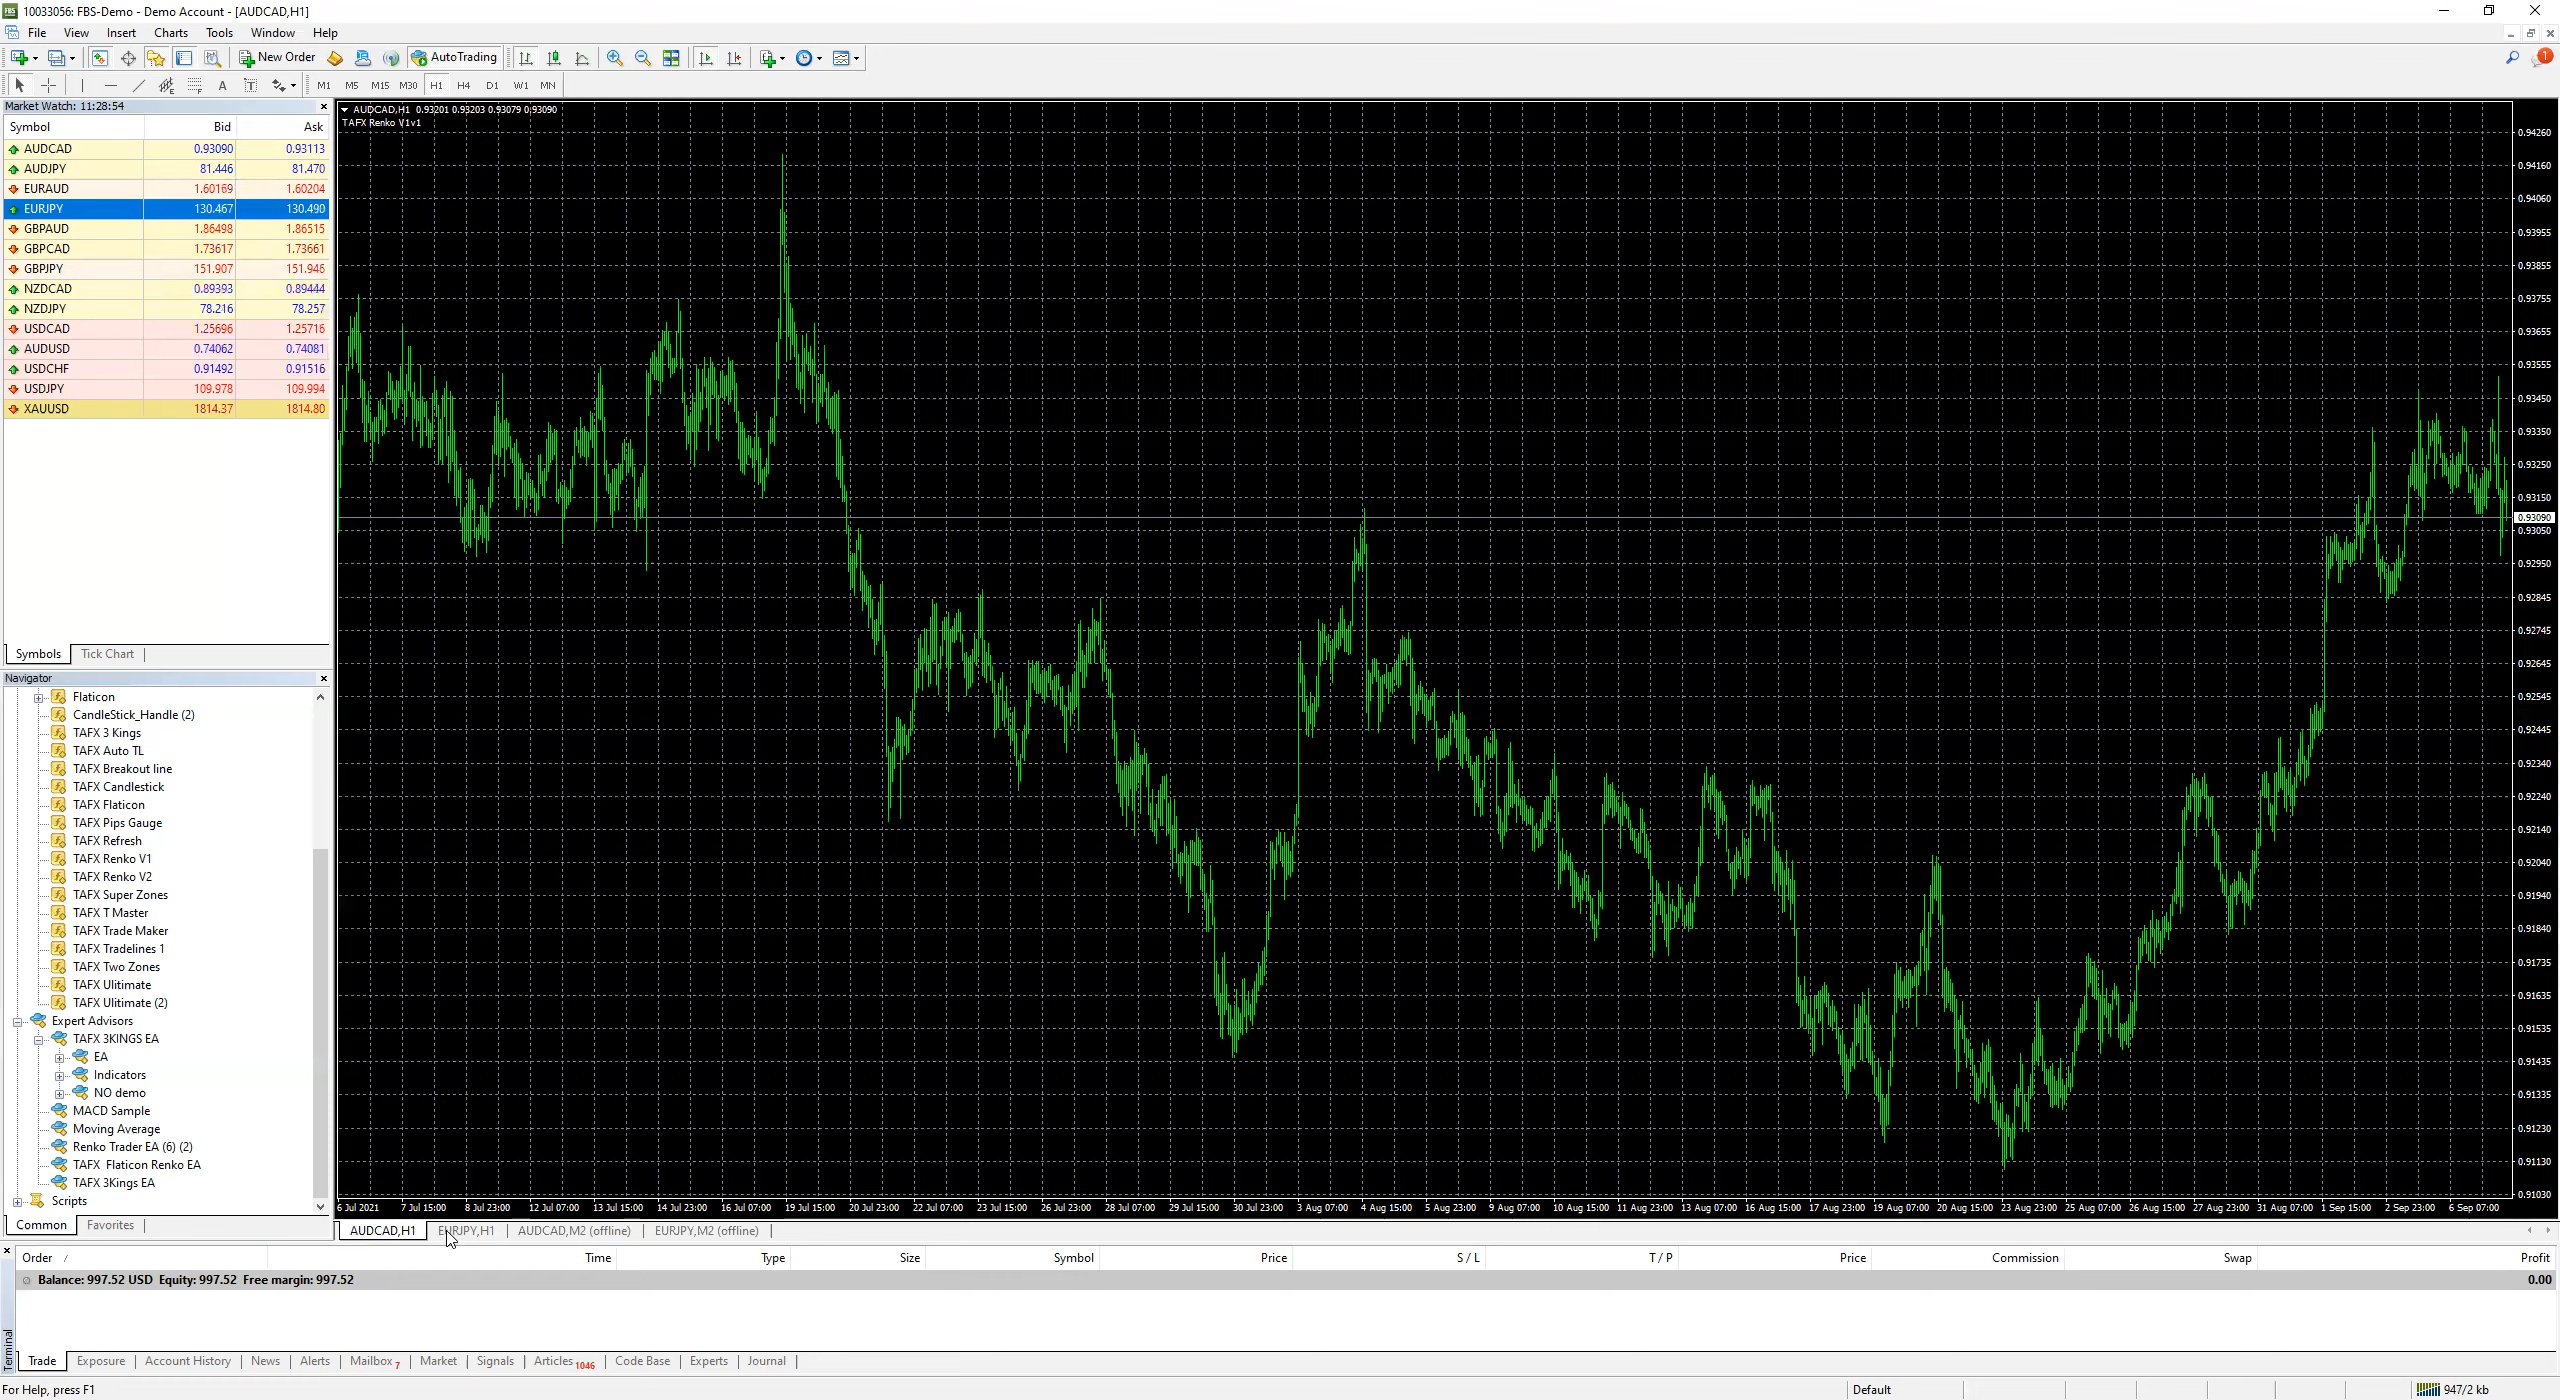 10033056: FBS-Demo - Demo Account - [AUDCAD,H1]
File View Insert Charts Tools Window Help
New Order AutoTrading 1
A T M1 M5 M15 M30 H1 H4 D1 W1 MN
Market Watch: 11:28:54
Symbol Bid Ask
AUDCAD 0.93090 0.93113
AUDJPY 81.446 81.470
EURAUD 1.60169 1.60204
EURJPY 130.467 130.490
GBPAUD 1.86498 1.86515
GBPCAD 1.73617 1.73661
GBPJPY 151.907 151.946
NZDCAD 0.89393 0.89444
NZDJPY 78.216 78.257
USDCAD 1.25696 1.25716
AUDUSD 0.74062 0.74081
USDCHF 0.91492 0.91516
USDJPY 109.978 109.994
XAUUSD 1814.37 1814.80
Symbols Tick Chart
Navigator
Flaticon
CandleStick_Handle (2)
TAFX 3 Kings
TAFX Auto TL
TAFX Breakout line
TAFX Candlestick
TAFX Flaticon
TAFX Pips Gauge
TAFX Refresh
TAFX Renko V1
TAFX Renko V2
TAFX Super Zones
TAFX T Master
TAFX Trade Maker
TAFX Tradelines 1
TAFX Two Zones
TAFX Ulitimate
TAFX Ulitimate (2)
Expert Advisors
TAFX 3KINGS EA
EA
Indicators
NO demo
MACD Sample
Moving Average
Renko Trader EA (6) (2)
TAFX Flaticon Renko EA
TAFX 3Kings EA
Scripts
Common Favorites
AUDCAD,H1 0.93201 0.93203 0.93079 0.93090
TAFX Renko V1v1
0.94260
0.94160
0.94060
0.93955
0.93855
0.93755
0.93655
0.93555
0.93450
0.93350
0.93250
0.93150
0.93090
0.93050
0.92950
0.92845
0.92745
0.92645
0.92545
0.92445
0.92340
0.92240
0.92140
0.92040
0.91940
0.91840
0.91735
0.91635
0.91535
0.91435
0.91335
0.91230
0.91130
0.91030
6 Jul 2021 7 Jul 15:00 8 Jul 23:00 12 Jul 07:00 13 Jul 15:00 14 Jul 23:00 16 Jul 07:00 19 Jul 15:00 20 Jul 23:00 22 Jul 07:00 23 Jul 15:00 26 Jul 23:00 28 Jul 07:00 29 Jul 15:00 30 Jul 23:00 3 Aug 07:00 4 Aug 15:00 5 Aug 23:00 9 Aug 07:00 10 Aug 15:00 11 Aug 23:00 13 Aug 07:00 16 Aug 15:00 17 Aug 23:00 19 Aug 07:00 20 Aug 15:00 23 Aug 23:00 25 Aug 07:00 26 Aug 15:00 27 Aug 23:00 31 Aug 07:00 1 Sep 15:00 2 Sep 23:00 6 Sep 07:00
AUDCAD,H1 EURJPY,H1 AUDCAD,M2 (offline) EURJPY,M2 (offline)
Order / Time Type Size Symbol Price S / L T / P Price Commission Swap Profit
Balance: 997.52 USD Equity: 997.52 Free margin: 997.52 0.00
Terminal
Trade Exposure Account History News Alerts Mailbox 7 Market Signals Articles 1046 Code Base Experts Journal
For Help, press F1 Default 947/2 kb